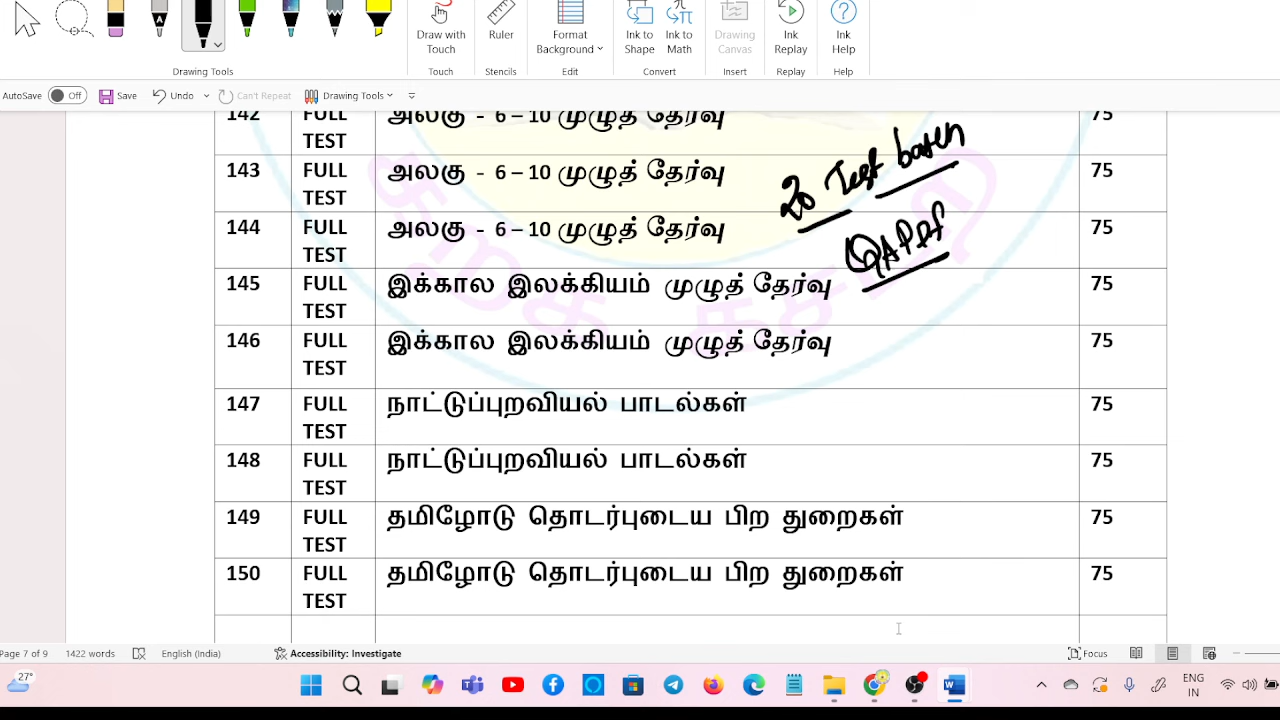 Draw with Touch
Ruler
Format Background
Ink to Shape
Ink to Math
Drawing Canvas
Ink Replay
Ink Help
Drawing Tools
Touch
Stencils
Edit
Convert
Insert
Replay
Help
AutoSave Off Save Undo Can't Repeat Drawing Tools
142 FULL TEST அலகு - 6 – 10 முழுத் தேர்வு 75
143 FULL TEST அலகு - 6 – 10 முழுத் தேர்வு 75
144 FULL TEST அலகு - 6 – 10 முழுத் தேர்வு 75
145 FULL TEST இக்கால இலக்கியம் முழுத் தேர்வு 75
146 FULL TEST இக்கால இலக்கியம் முழுத் தேர்வு 75
147 FULL TEST நாட்டுப்புறவியல் பாடல்கள் 75
148 FULL TEST நாட்டுப்புறவியல் பாடல்கள் 75
149 FULL TEST தமிழோடு தொடர்புடைய பிற துறைகள் 75
150 FULL TEST தமிழோடு தொடர்புடைய பிற துறைகள் 75
Test batch
Page 7 of 9 1422 words English (India) Accessibility: Investigate Focus
27° ENG
IN